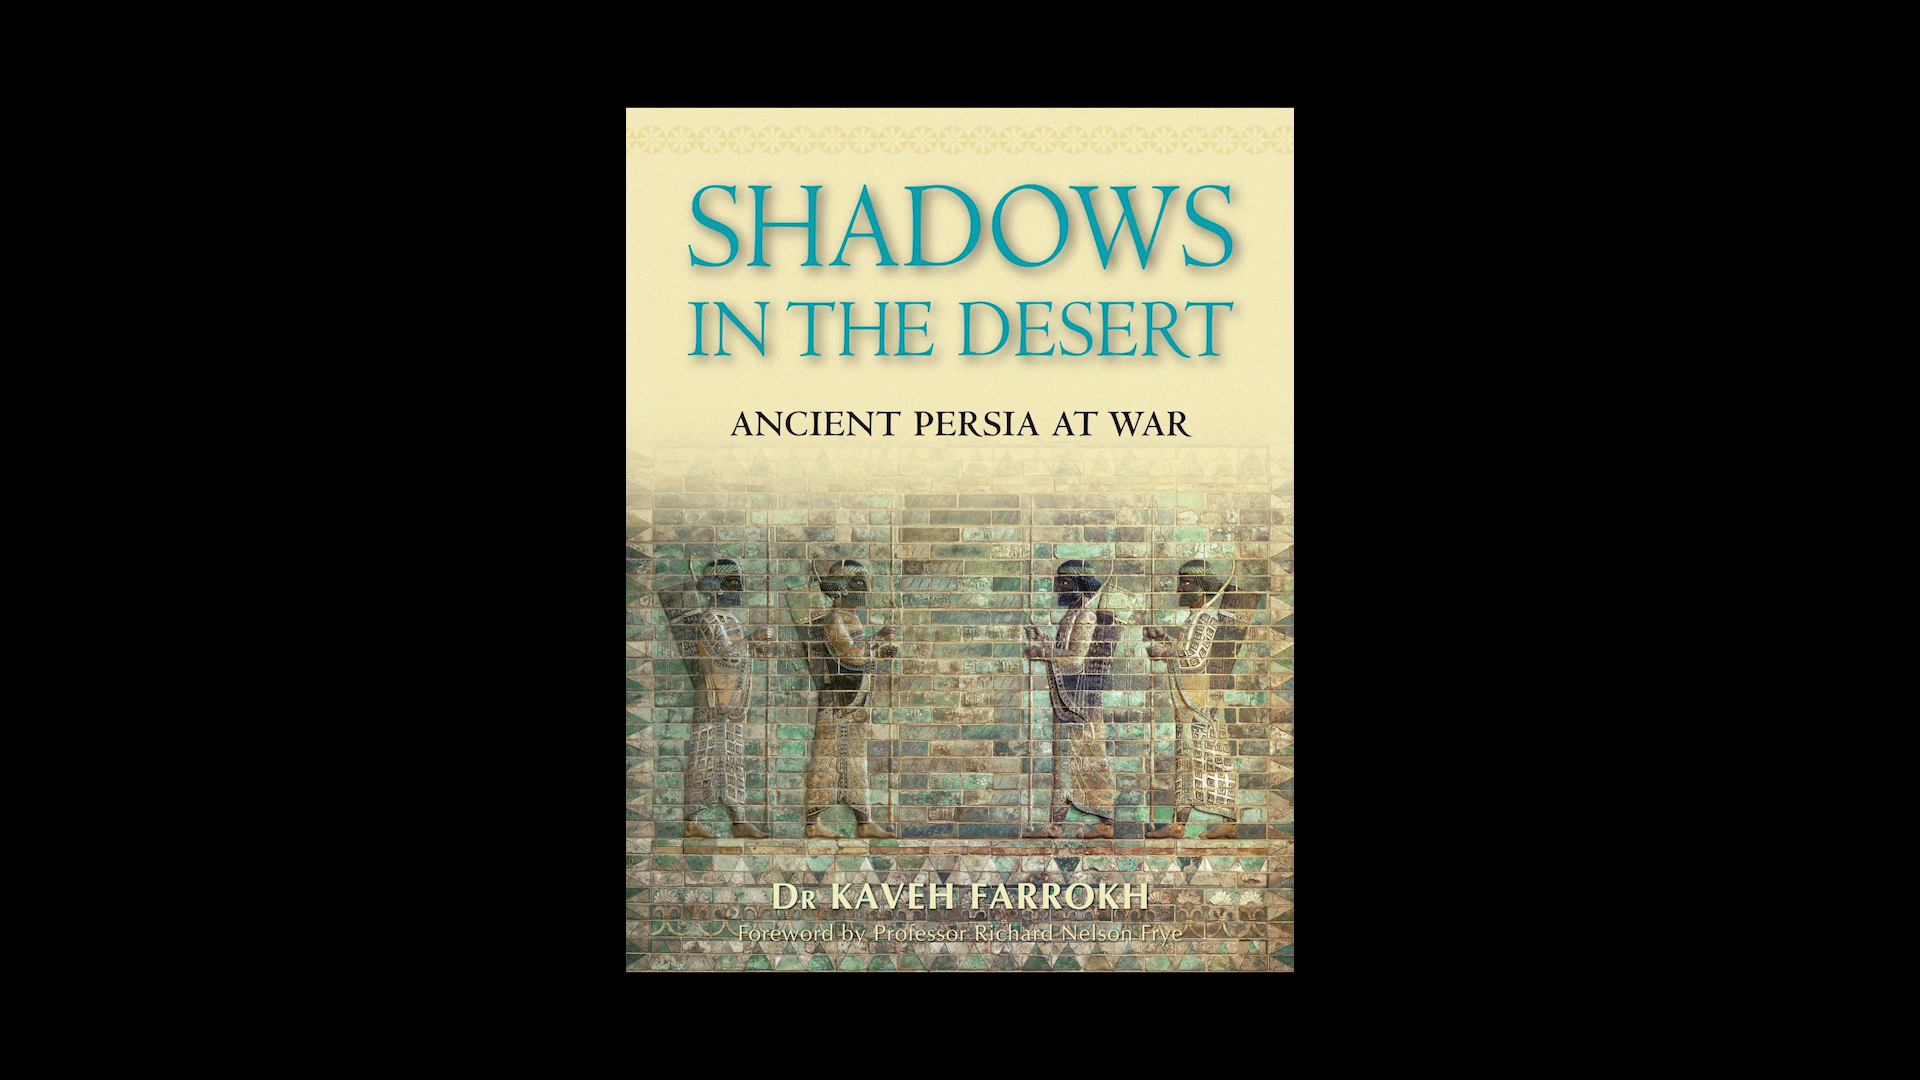 SHADOWS
IN THE DESERT
ANCIENT PERSIA AT WAR
DR KAVEH FARROKH
Foreword by Professor Richard Nelson Frye